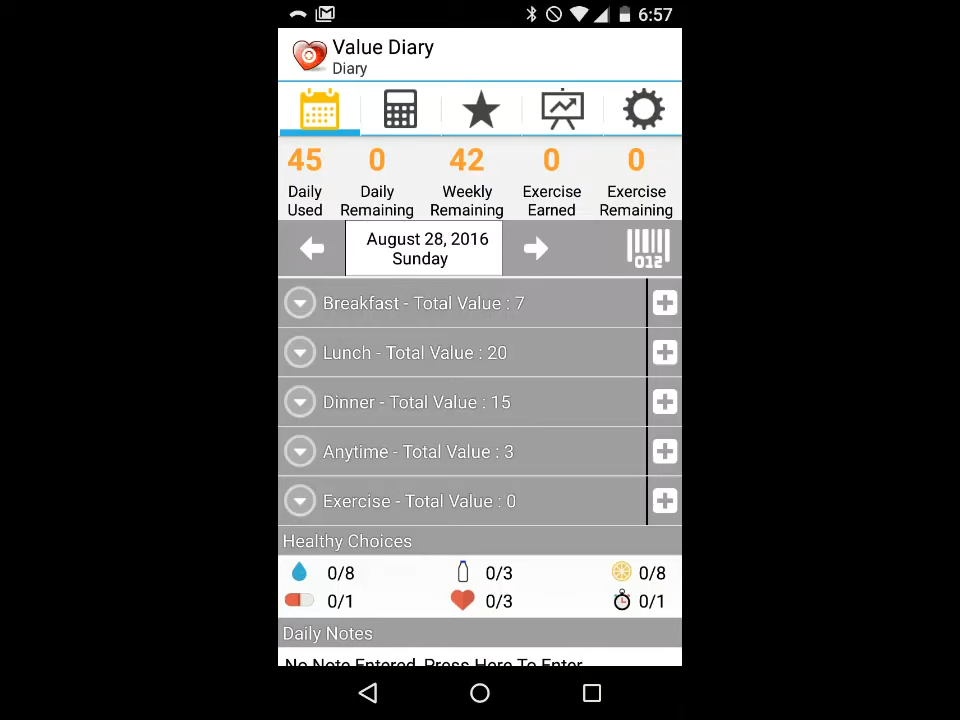 6:57
Value Diary
Diary
45 0 42 0 0
Daily Used Daily Remaining Weekly Remaining Exercise Earned Exercise Remaining
August 28, 2016
Sunday
012
Breakfast - Total Value : 7
Lunch - Total Value : 20
Dinner - Total Value : 15
Anytime - Total Value : 3
Exercise - Total Value : 0
Healthy Choices
0/8 0/3 0/8
0/1 0/3 0/1
Daily Notes
No Note Entered, Press Here To Enter